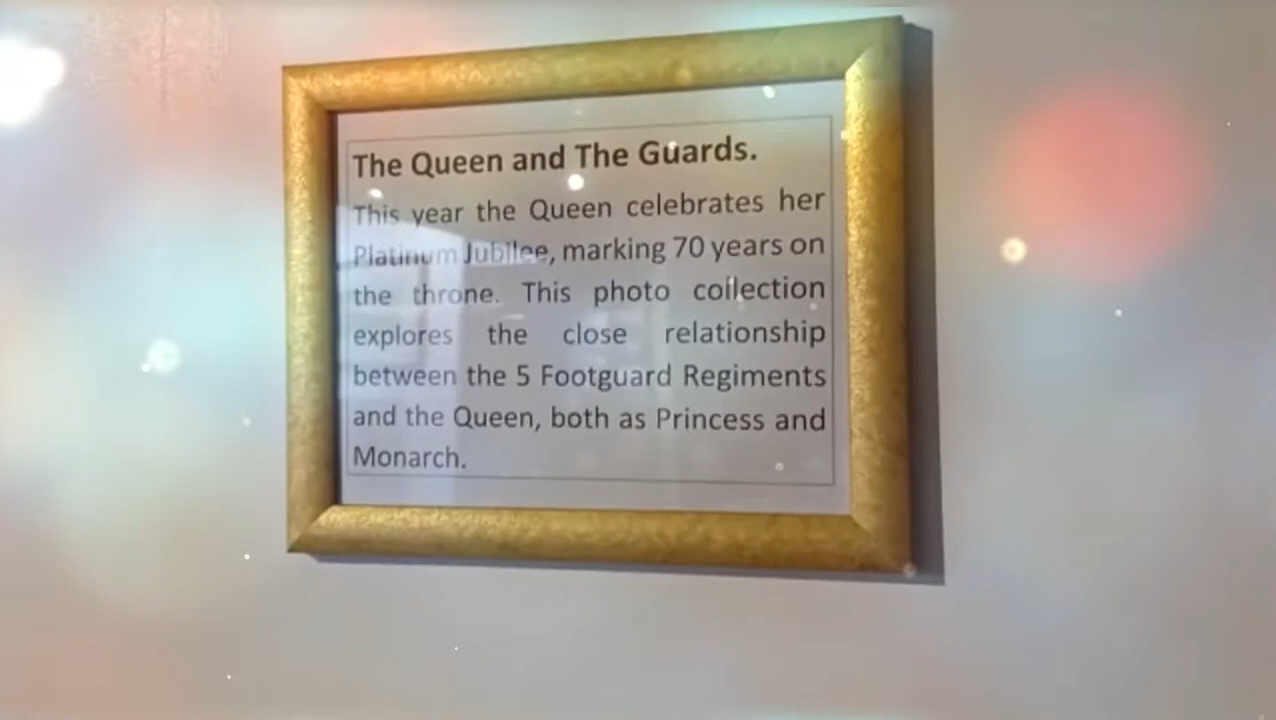 The Queen and The Guards.
This year the Queen celebrates her
Platinum Jubilee, marking 70 years on
the throne. This photo collection
explores the close relationship
between the 5 Footguard Regiments
and the Queen, both as Princess and
Monarch.